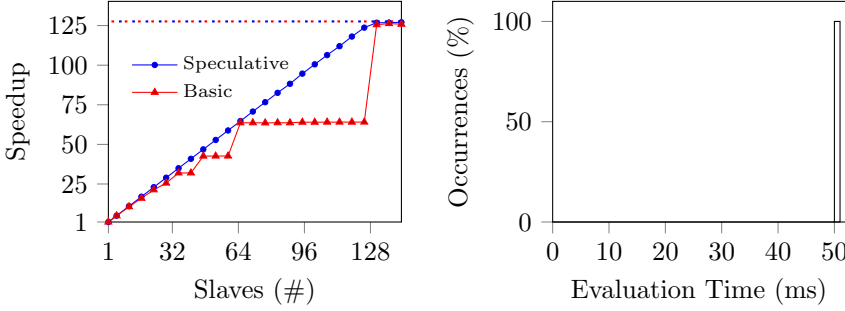 125
100
75
50
25
1
Speedup
Speculative
Basic
1 32 64 96 128
Slaves (#)
100
50
0
Occurrences (%)
0 10 20 30 40 50
Evaluation Time (ms)